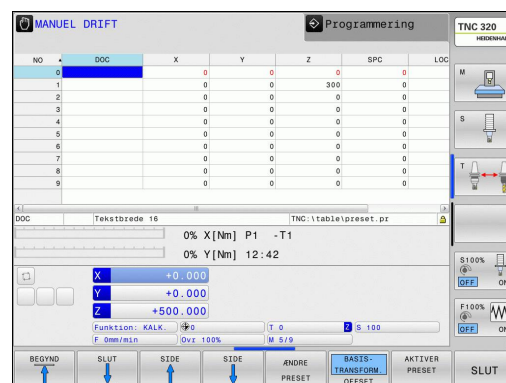 MANUEL DRIFT
Programmering
TNC 320
HEIDENHAI
NO DOC X Y Z SPC LOC
0 0 0 0 0
1 0 0 300 0
2 0 0 0 0
3 0 0 0 0
4 0 0 0 0
5 0 0 0 0
6 0 0 0 0
7 0 0 0 0
8 0 0 0 0
9 0 0 0 0
M
S
T
DOC Tekstbrede 16 TNC:\table\preset.pr
0% X[Nm] P1 -T1
0% Y[Nm] 12:42
X +0.000
Y +0.000
Z +500.000
Funktion: KALK. 0 T 0 Z S 100
F 0mm/min Ovr 100% M 5/9
S100%
OFF ON
F100%
OFF ON
BEGYND SLUT SIDE SIDE ÆNDRE PRESET BASIS-TRANSFORM. OFFSET AKTIVER PRESET SLUT